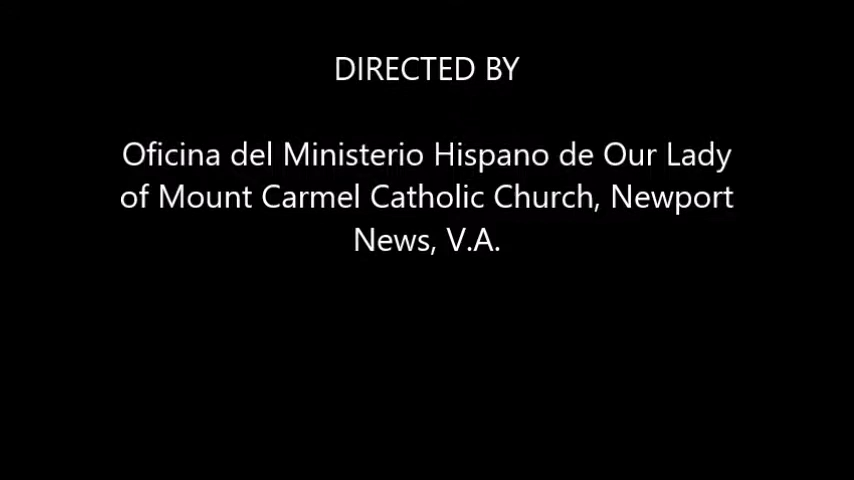 DIRECTED BY
Oficina del Ministerio Hispano de Our Lady
of Mount Carmel Catholic Church, Newport
News, V.A.